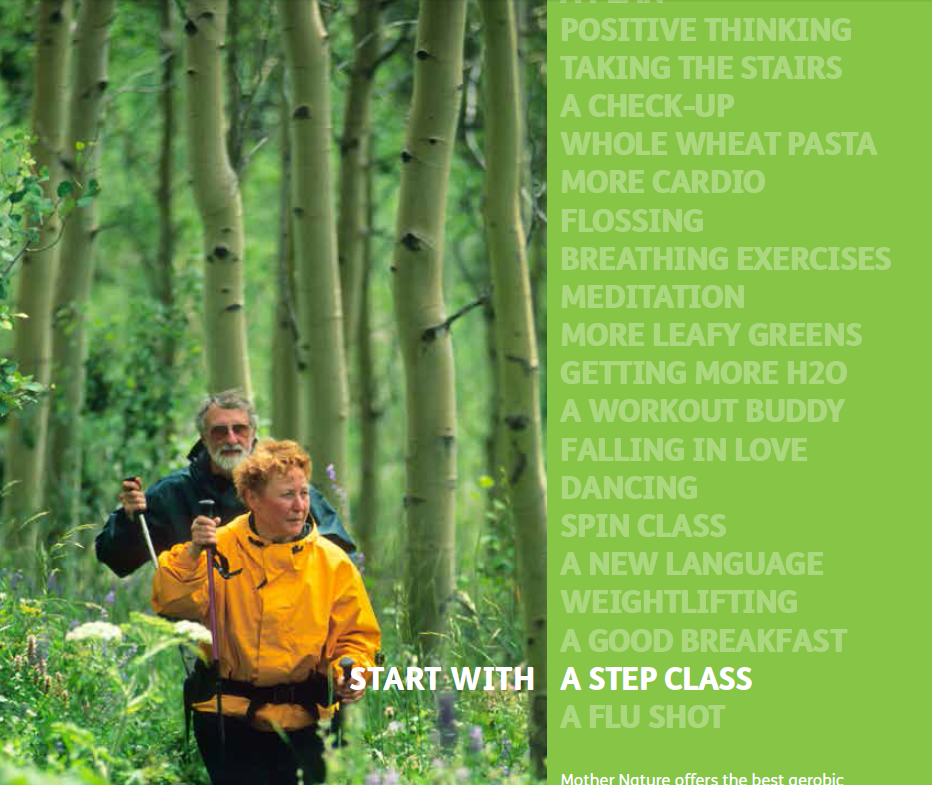 A PLAN
POSITIVE THINKING
TAKING THE STAIRS
A CHECK-UP
WHOLE WHEAT PASTA
MORE CARDIO
FLOSSING
BREATHING EXERCISES
MEDITATION
MORE LEAFY GREENS
GETTING MORE H2O
A WORKOUT BUDDY
FALLING IN LOVE
DANCING
SPIN CLASS
A NEW LANGUAGE
WEIGHTLIFTING
A GOOD BREAKFAST
START WITH A STEP CLASS
A FLU SHOT
Mother Nature offers the best aerobic